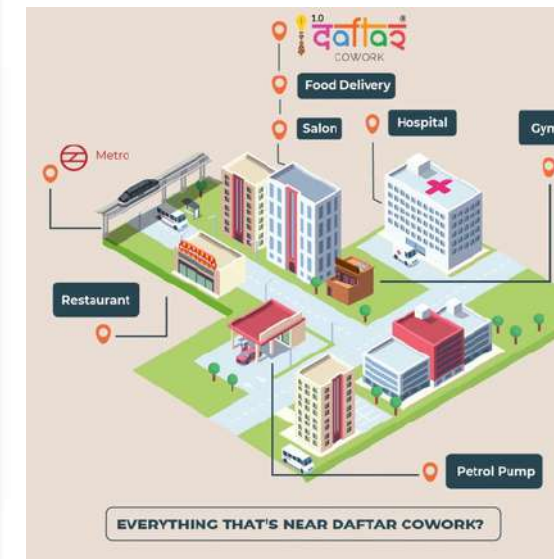 1.0
daftar
COWORK
Food Delivery
Salon
Hospital
Gym
Metro
Restaurant
Petrol Pump
EVERYTHING THAT'S NEAR DAFTAR COWORK?